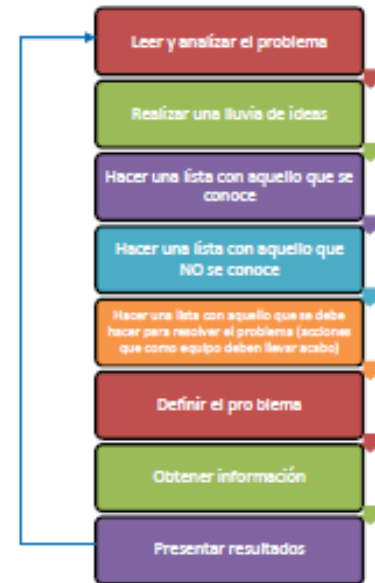 Leer y analizar el problema
Realizar una lluvia de ideas
Hacer una lista con aquello que se
conoce
Hacer una lista con aquello que
NO se conoce
Hacer una lista con aquello que se debe
hacer para resolver el problema (acciones
que como equipo deben llevar acabo)
Definir el pro blema
Obtener información
Presentar resultados